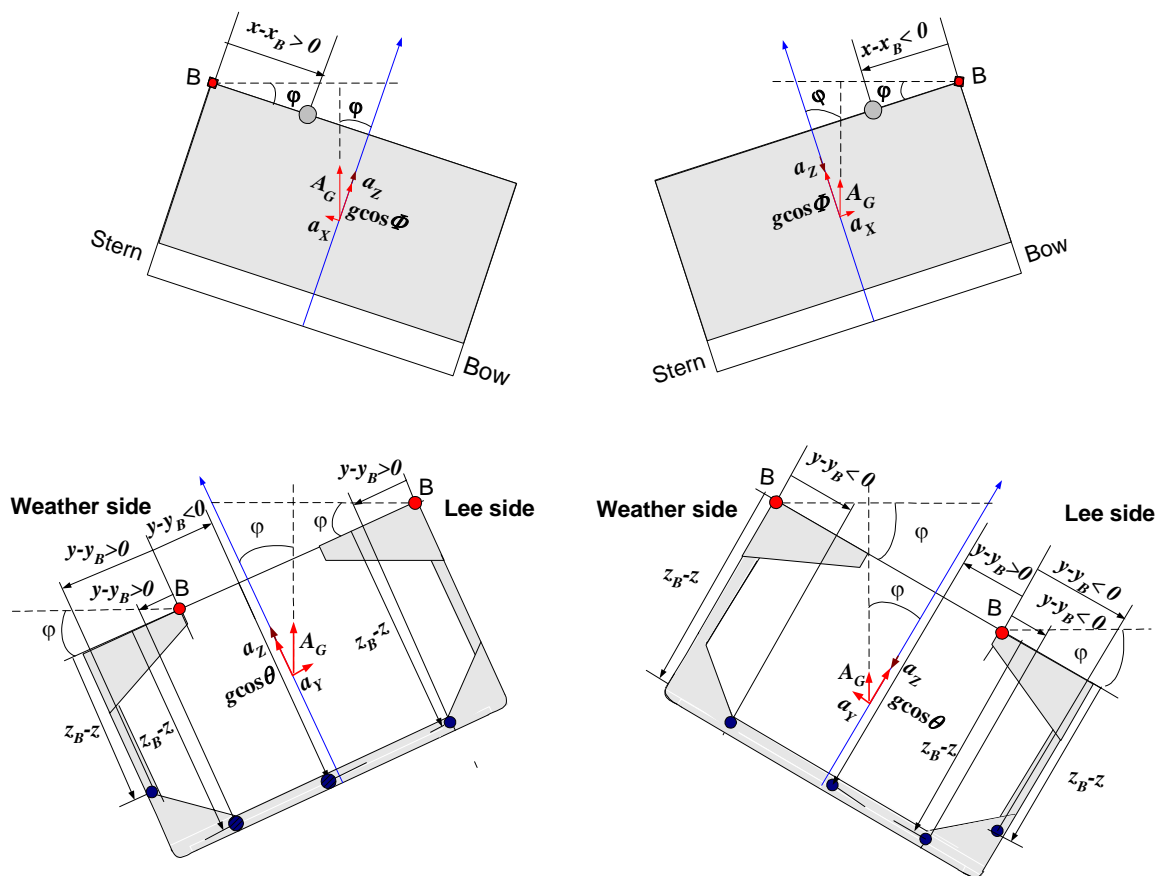 x-x_B > 0
B
φ
φ
A_G
a_Z
gcosΦ
a_X
Stern
Bow
x-x_B < 0
B
φ
φ
a_Z
A_G
gcosΦ
a_X
Bow
Stern
y-y_B>0
B
Weather side
Lee side
y-y_B<0
φ
φ
y-y_B>0
y-y_B>0
B
φ
a_Z
A_G
z_B-z
gcosθ
a_Y
z_B-z
z_B-z
y-y_B< 0
B
Weather side
Lee side
φ
y-y_B>0
y-y_B< 0
z_B-z
φ
B
y-y_B< 0
φ
A_G
a_Z
a_Y
gcosθ
z_B-z
z_B-z